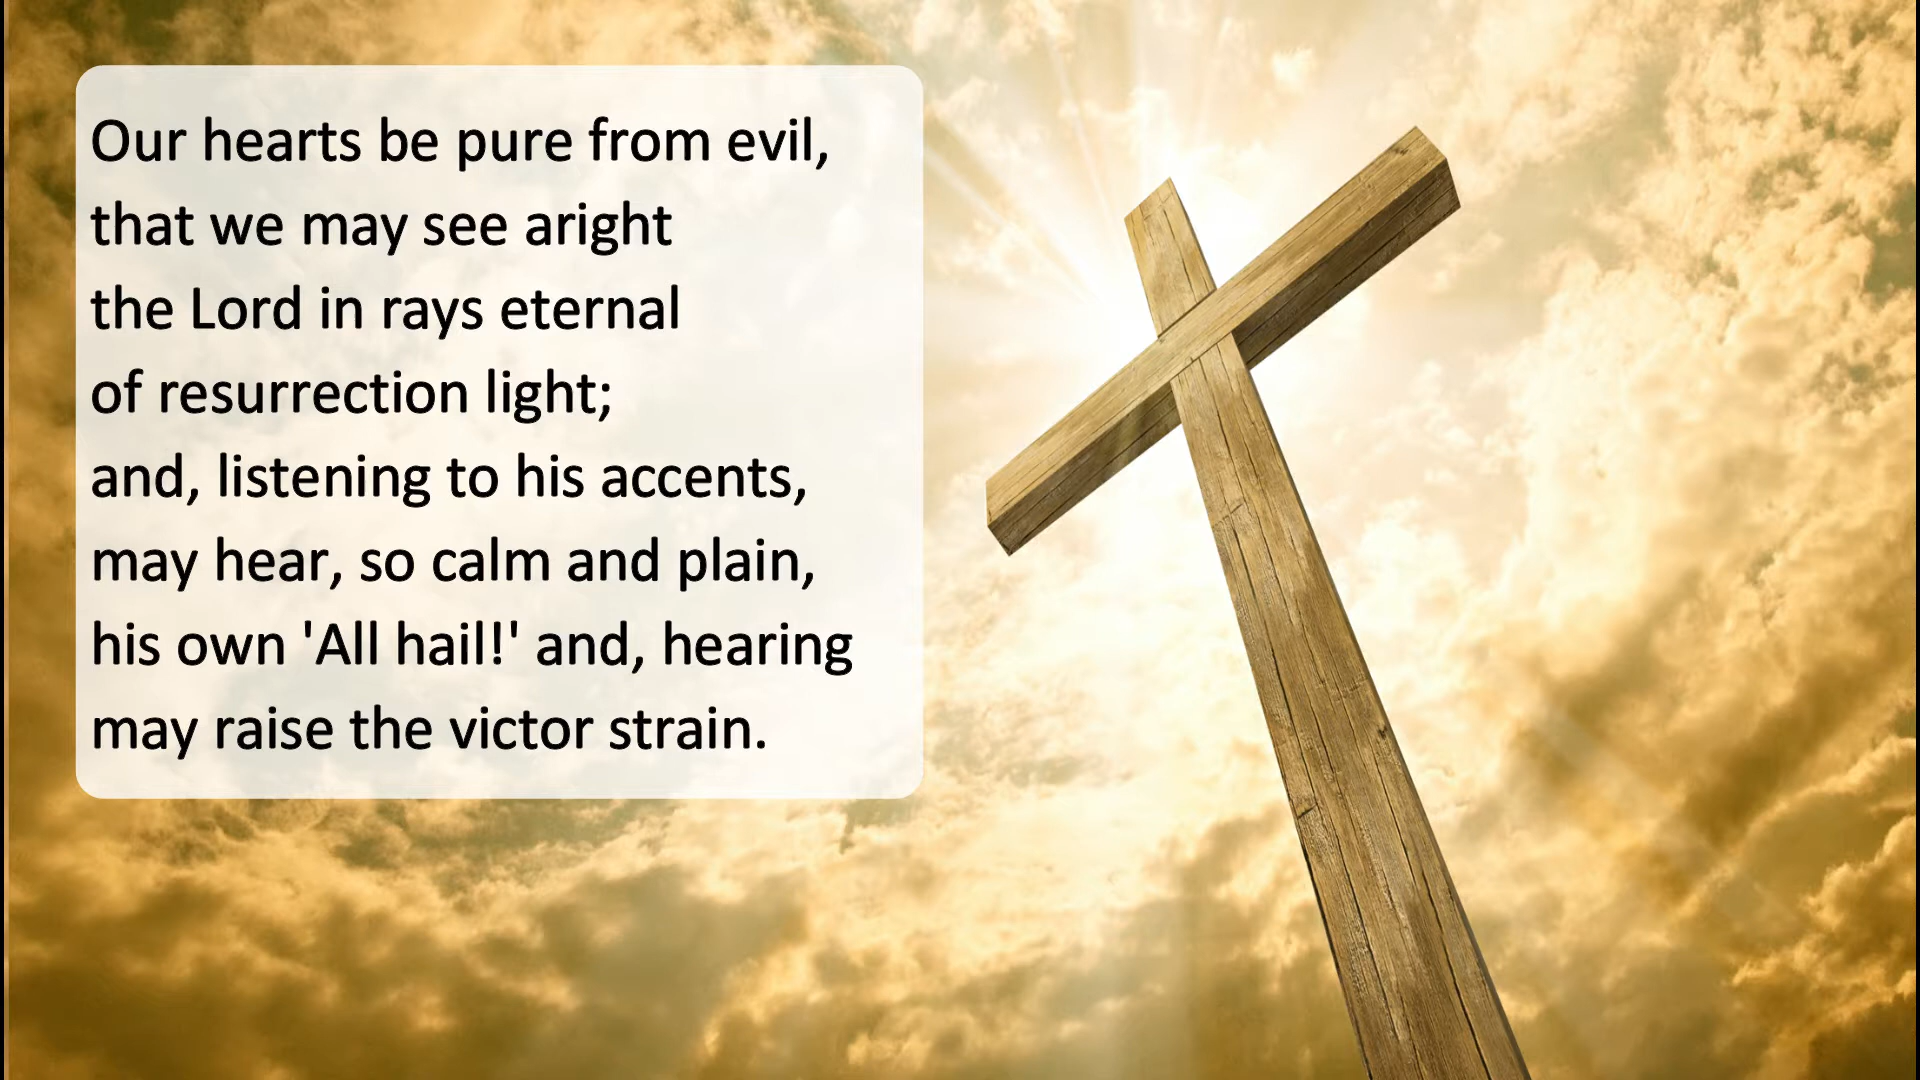 Our hearts be pure from evil,
that we may see aright
the Lord in rays eternal
of resurrection light;
and, listening to his accents,
may hear, so calm and plain,
his own 'All hail!' and, hearing
may raise the victor strain.